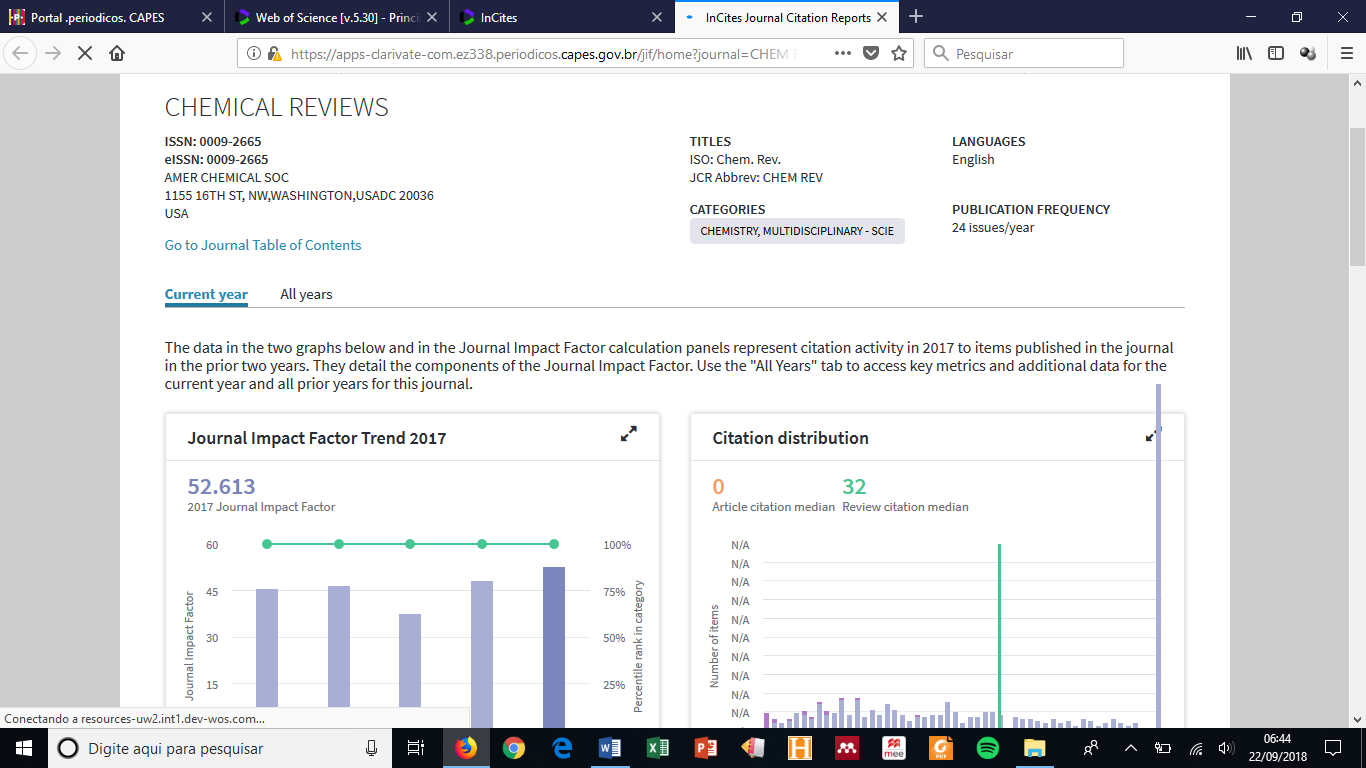 Portal .periodicos. CAPES
Web of Science [v.5.30] - Princi
InCites
InCites Journal Citation Reports
https://apps-clarivate-com.ez338.periodicos.capes.gov.br/jif/home?journal=CHEM
Pesquisar
CHEMICAL REVIEWS
ISSN: 0009-2665
eISSN: 0009-2665
AMER CHEMICAL SOC
1155 16TH ST, NW,WASHINGTON,USADC 20036
USA
Go to Journal Table of Contents
TITLES
ISO: Chem. Rev.
JCR Abbrev: CHEM REV
CATEGORIES
CHEMISTRY, MULTIDISCIPLINARY - SCIE
LANGUAGES
English
PUBLICATION FREQUENCY
24 issues/year
Current year
All years
The data in the two graphs below and in the Journal Impact Factor calculation panels represent citation activity in 2017 to items published in the journal
in the prior two years. They detail the components of the Journal Impact Factor. Use the "All Years" tab to access key metrics and additional data for the
current year and all prior years for this journal.
Journal Impact Factor Trend 2017
52.613
2017 Journal Impact Factor
60
45
30
15
Journal Impact Factor
100%
75%
50%
25%
Percentile rank in category
Citation distribution
0
Article citation median
32
Review citation median
N/A
N/A
N/A
N/A
N/A
N/A
N/A
N/A
N/A
N/A
Number of items
Conectando a resources-uw2.int1.dev-wos.com...
Digite aqui para pesquisar
mee
PDF
06:44
22/09/2018